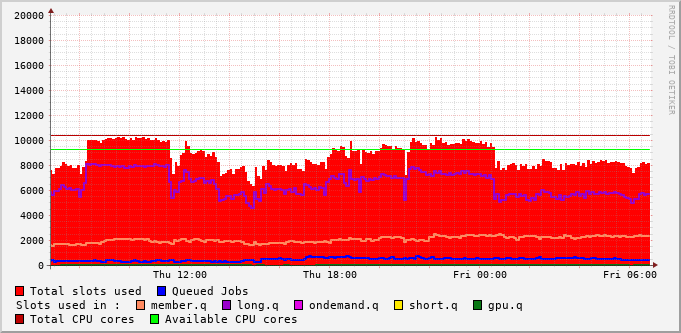 RRDTOOL / TOBI OETIKER
20000
18000
16000
14000
12000
10000
8000
6000
4000
2000
0
Thu 12:00 Thu 18:00 Fri 00:00 Fri 06:00
Total slots used Queued Jobs
Slots used in : member.q long.q ondemand.q short.q gpu.q
Total CPU cores Available CPU cores